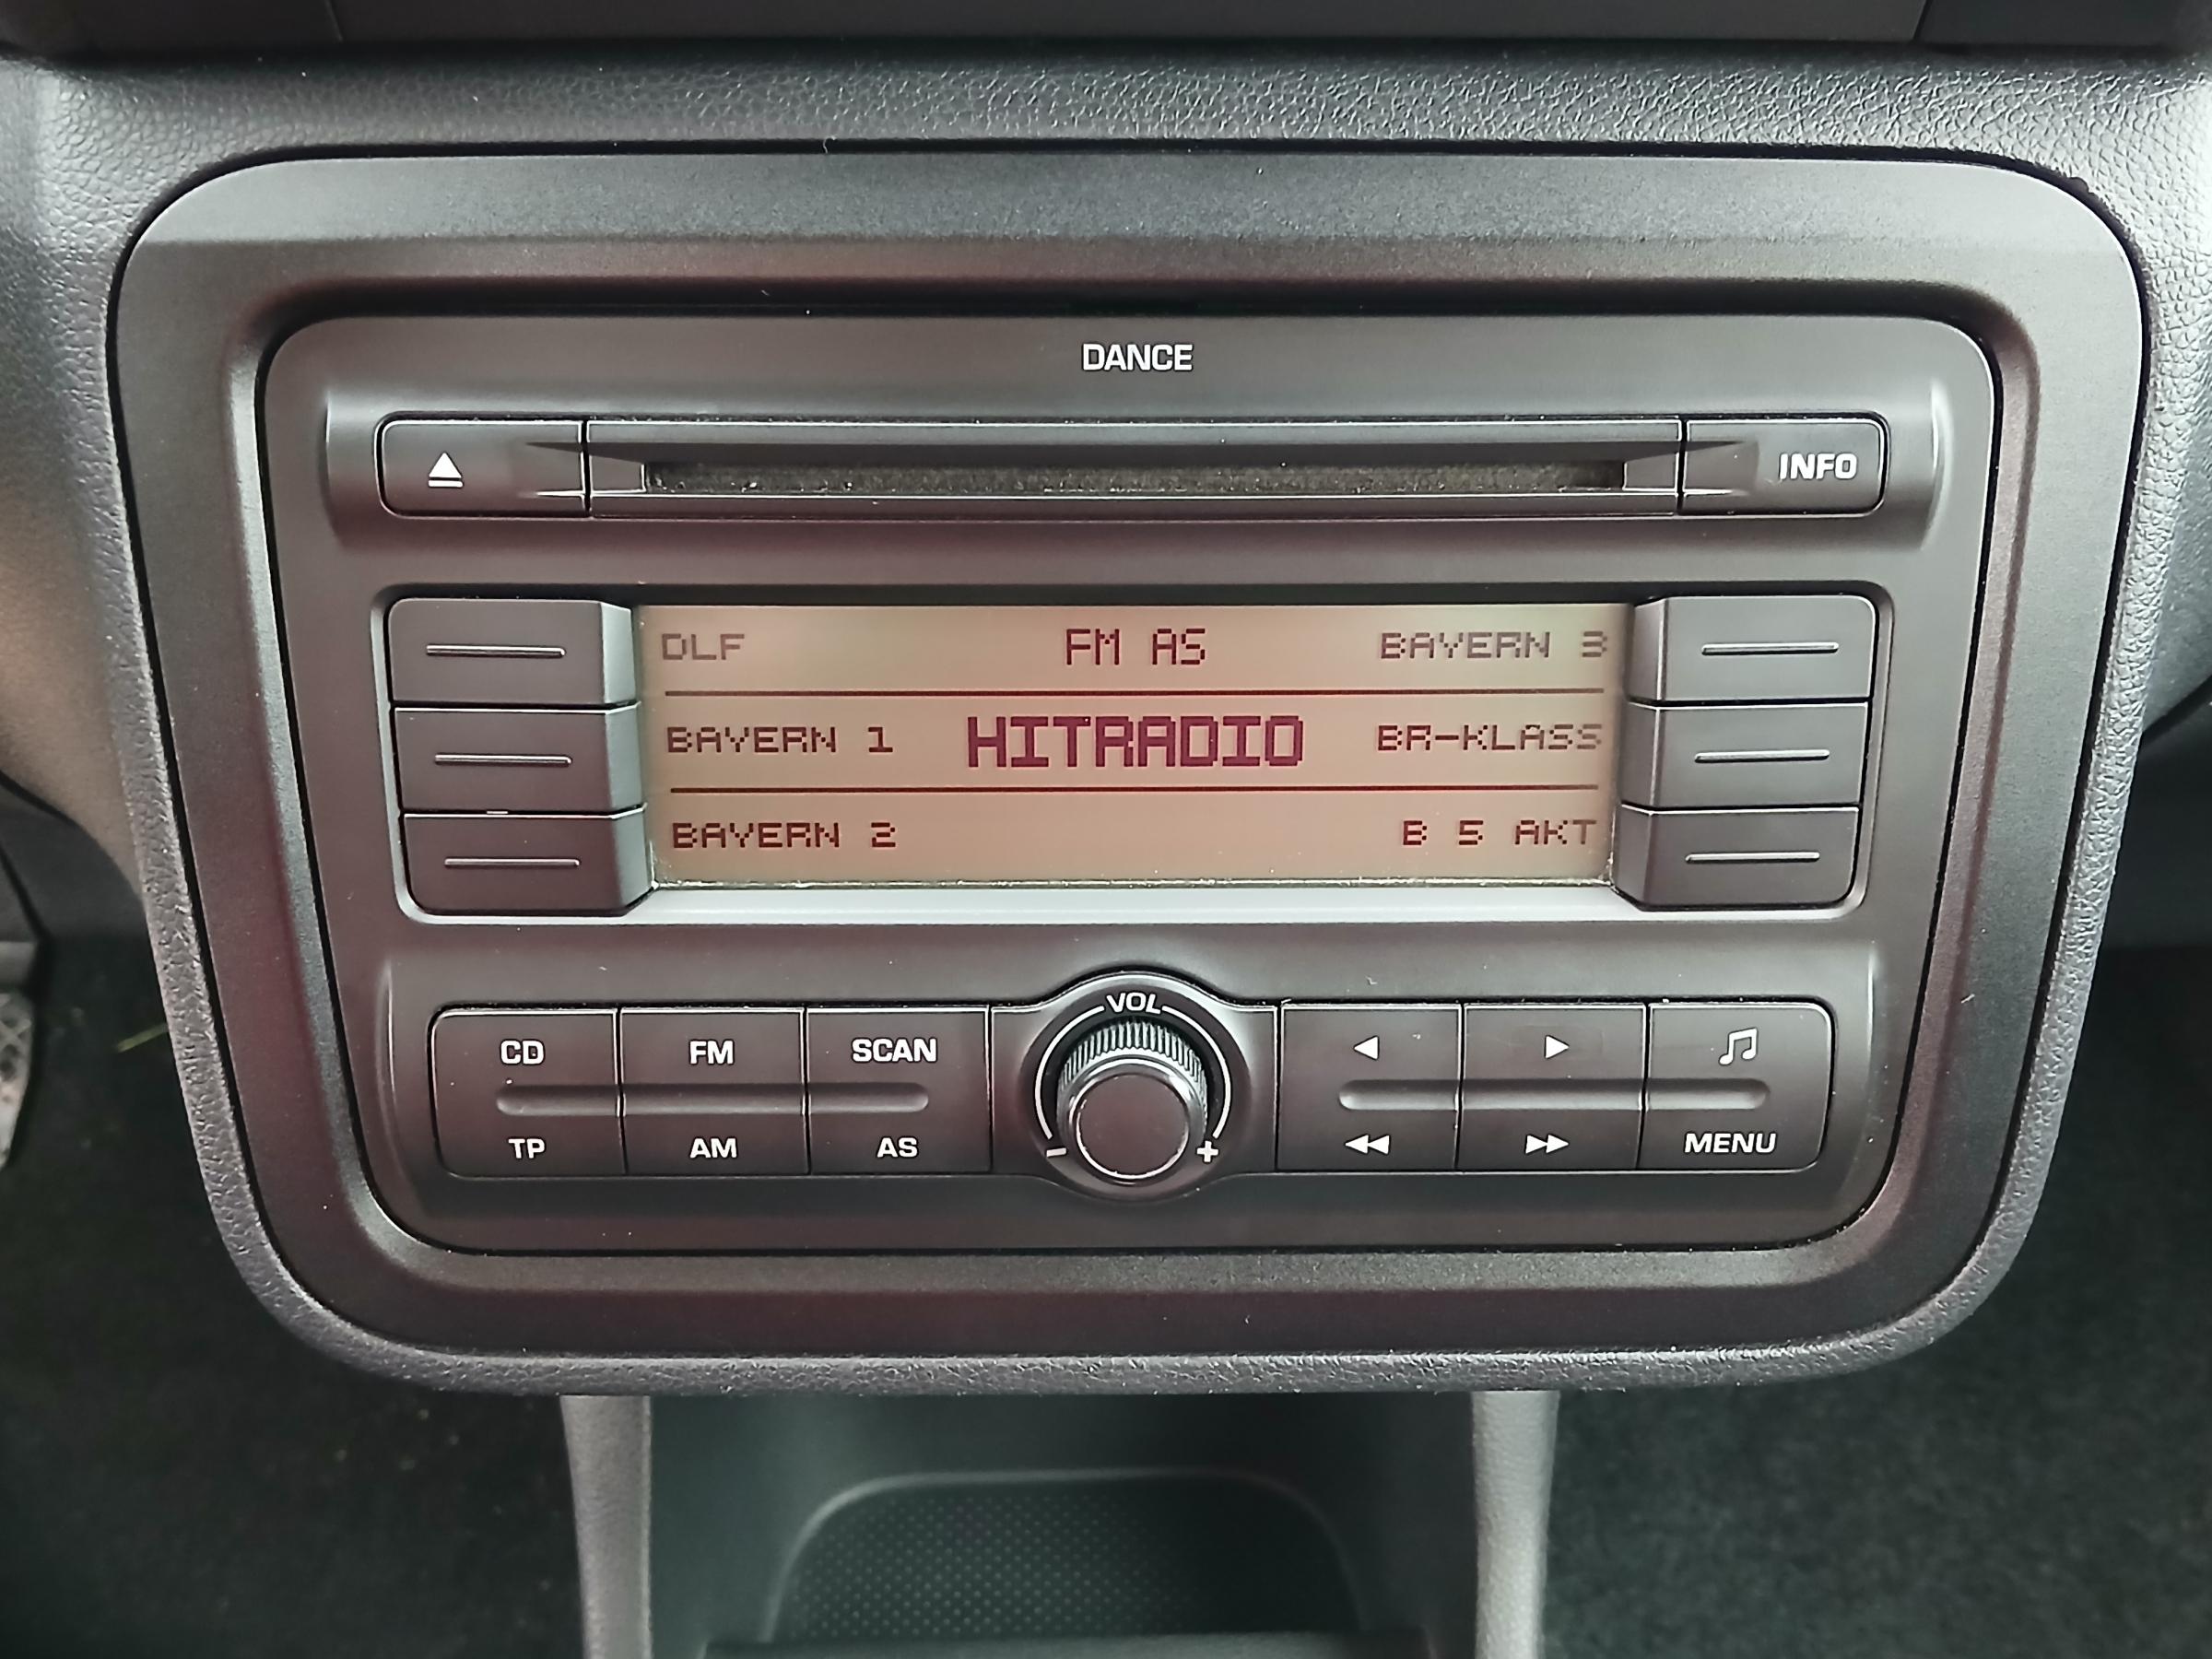 DANCE
INFO
DLF FM AS BAYERN 3
BAYERN 1 HITRADIO BR-KLASS
BAYERN 2 B 5 AKT
VOL
CD FM SCAN
- +
TP AM AS MENU